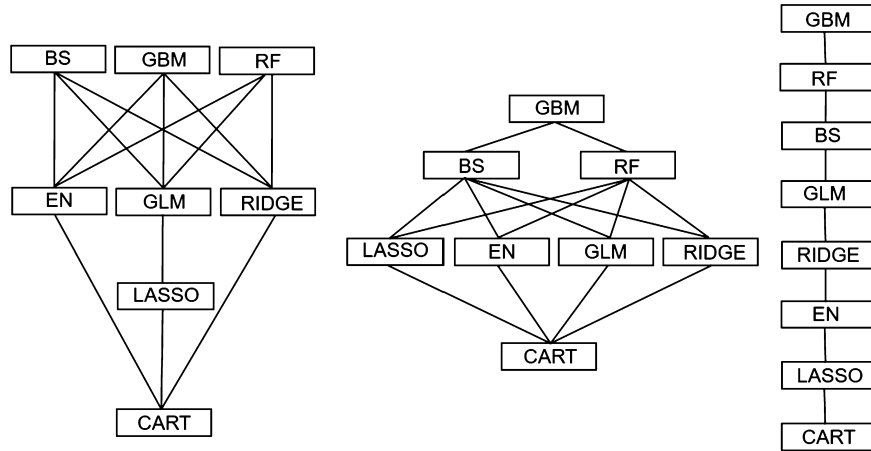 BS GBM RF
EN GLM RIDGE
LASSO
CART
GBM
BS RF
LASSO EN GLM RIDGE
CART
GBM
RF
BS
GLM
RIDGE
EN
LASSO
CART